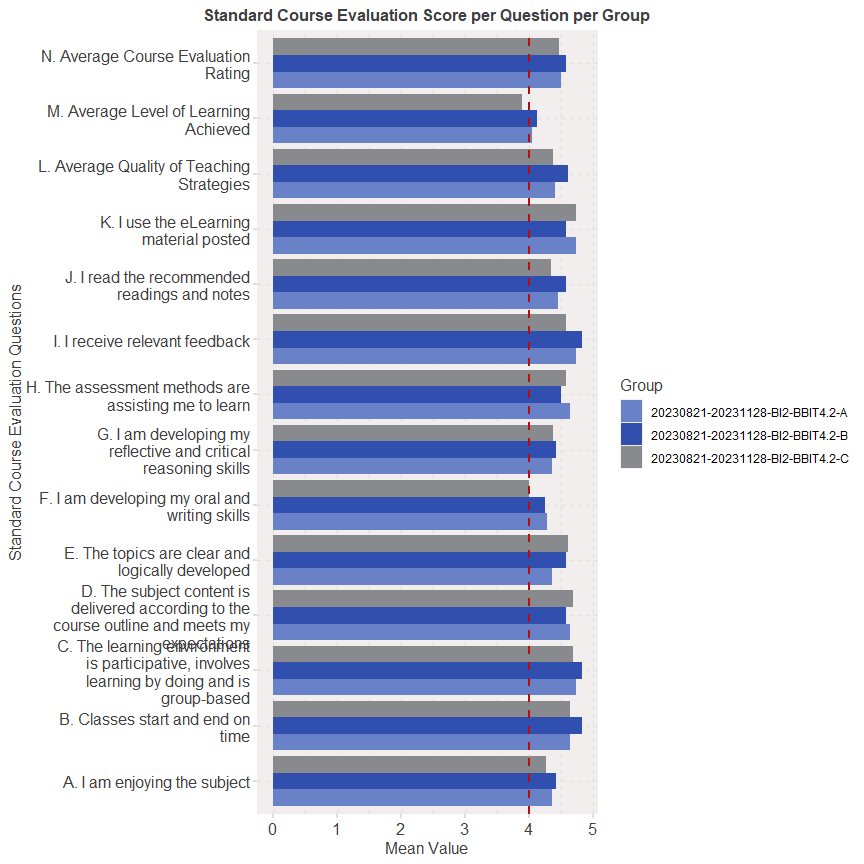 Standard Course Evaluation Score per Question per Group
N. Average Course Evaluation
Rating
M. Average Level of Learning
Achieved
L. Average Quality of Teaching
Strategies
K. I use the eLearning
material posted
J. I read the recommended
readings and notes
I. I receive relevant feedback
H. The assessment methods are
assisting me to learn
G. I am developing my
reflective and critical
reasoning skills
F. I am developing my oral and
writing skills
E. The topics are clear and
logically developed
D. The subject content is
delivered according to the
course outline and meets my
expectations
C. The learning environment
is participative, involves
learning by doing and is
group-based
B. Classes start and end on
time
A. I am enjoying the subject
Standard Course Evaluation Questions
0 1 2 3 4 5
Mean Value
Group
20230821-20231128-BI2-BBIT4.2-A
20230821-20231128-BI2-BBIT4.2-B
20230821-20231128-BI2-BBIT4.2-C